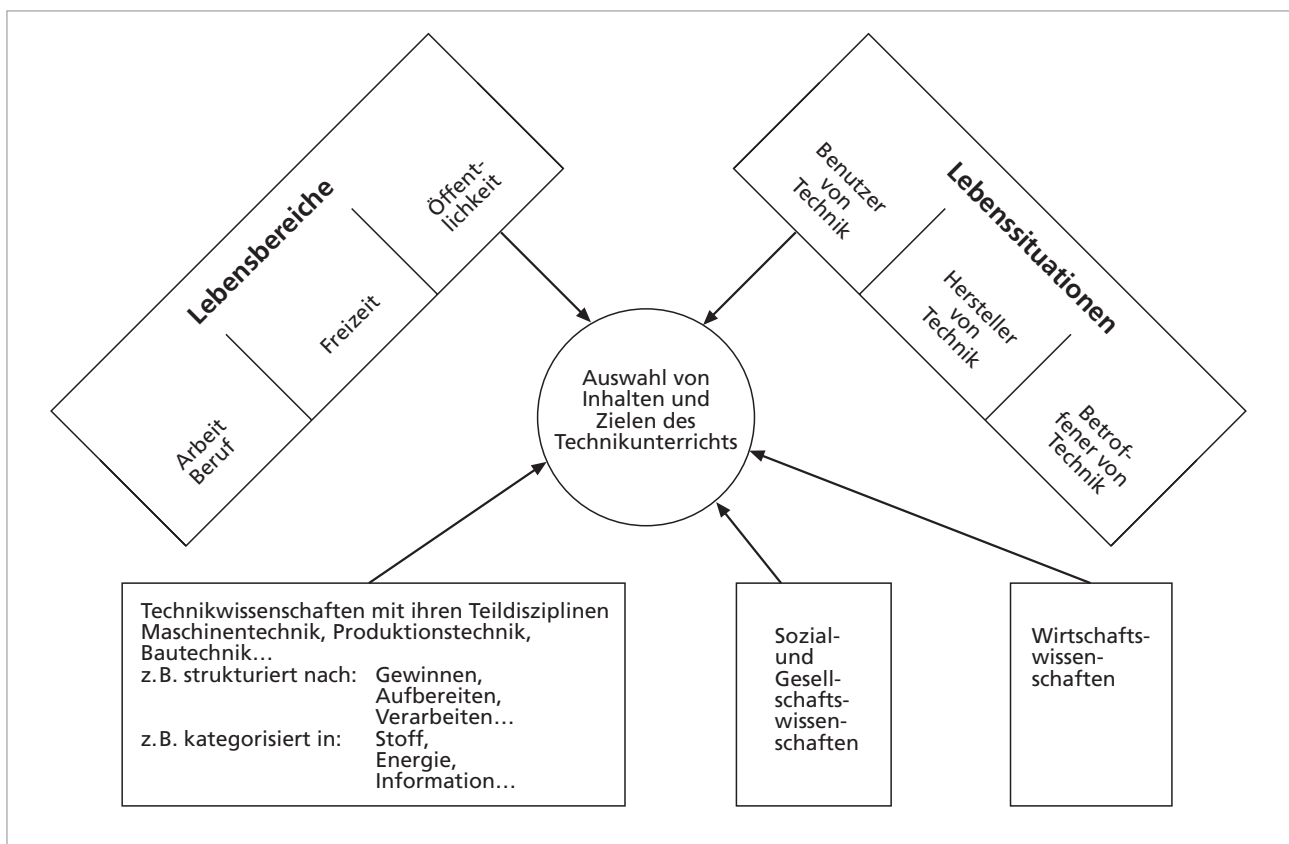 Lebensbereiche
Arbeit
Beruf
Freizeit
Öffent-
lichkeit
Lebenssituationen
Benutzer
von
Technik
Hersteller
von
Technik
Betrof-
fener von
Technik
Auswahl von
Inhalten und
Zielen des
Technikunterrichts
Technikwissenschaften mit ihren Teildisziplinen
Maschinentechnik, Produktionstechnik,
Bautechnik…
z.B. strukturiert nach: Gewinnen,
Aufbereiten,
Verarbeiten…
z.B. kategorisiert in: Stoff,
Energie,
Information…
Sozial-
und
Gesell-
schafts-
wissen-
schaften
Wirtschafts-
wissen-
schaften